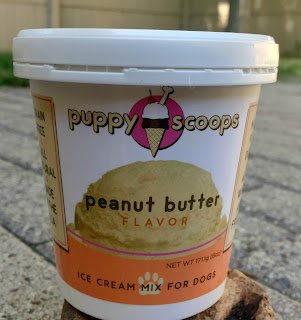 puppy scoops
peanut butter
FLAVOR
NET WT
ICE CREAM MIX FOR DOGS